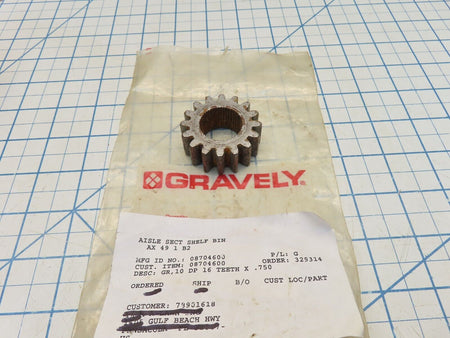 GRAVELY
AISLE SECT SHELF BIN
AX 49 1 B2
P/L: G
MFG ID NO.: 08704600 ORDER: 325314
CUST. ITEM: 08704600
DESC: GR,10 DP 16 TEETH X .750
ORDERED SHIP B/O CUST LOC/PART
CUSTOMER: 79901618
GULF BEACH HWY